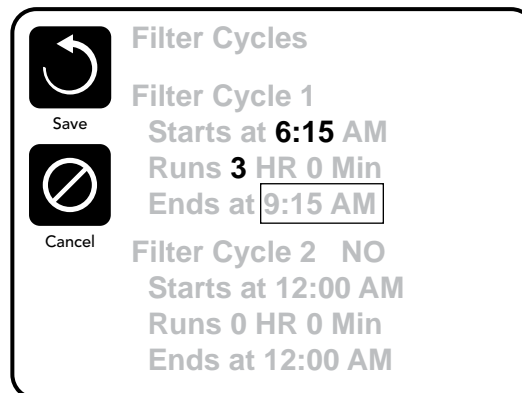 Filter Cycles
Save
Filter Cycle 1
Starts at 6:15 AM
Runs 3 HR 0 Min
Ends at 9:15 AM
Cancel
Filter Cycle 2 NO
Starts at 12:00 AM
Runs 0 HR 0 Min
Ends at 12:00 AM